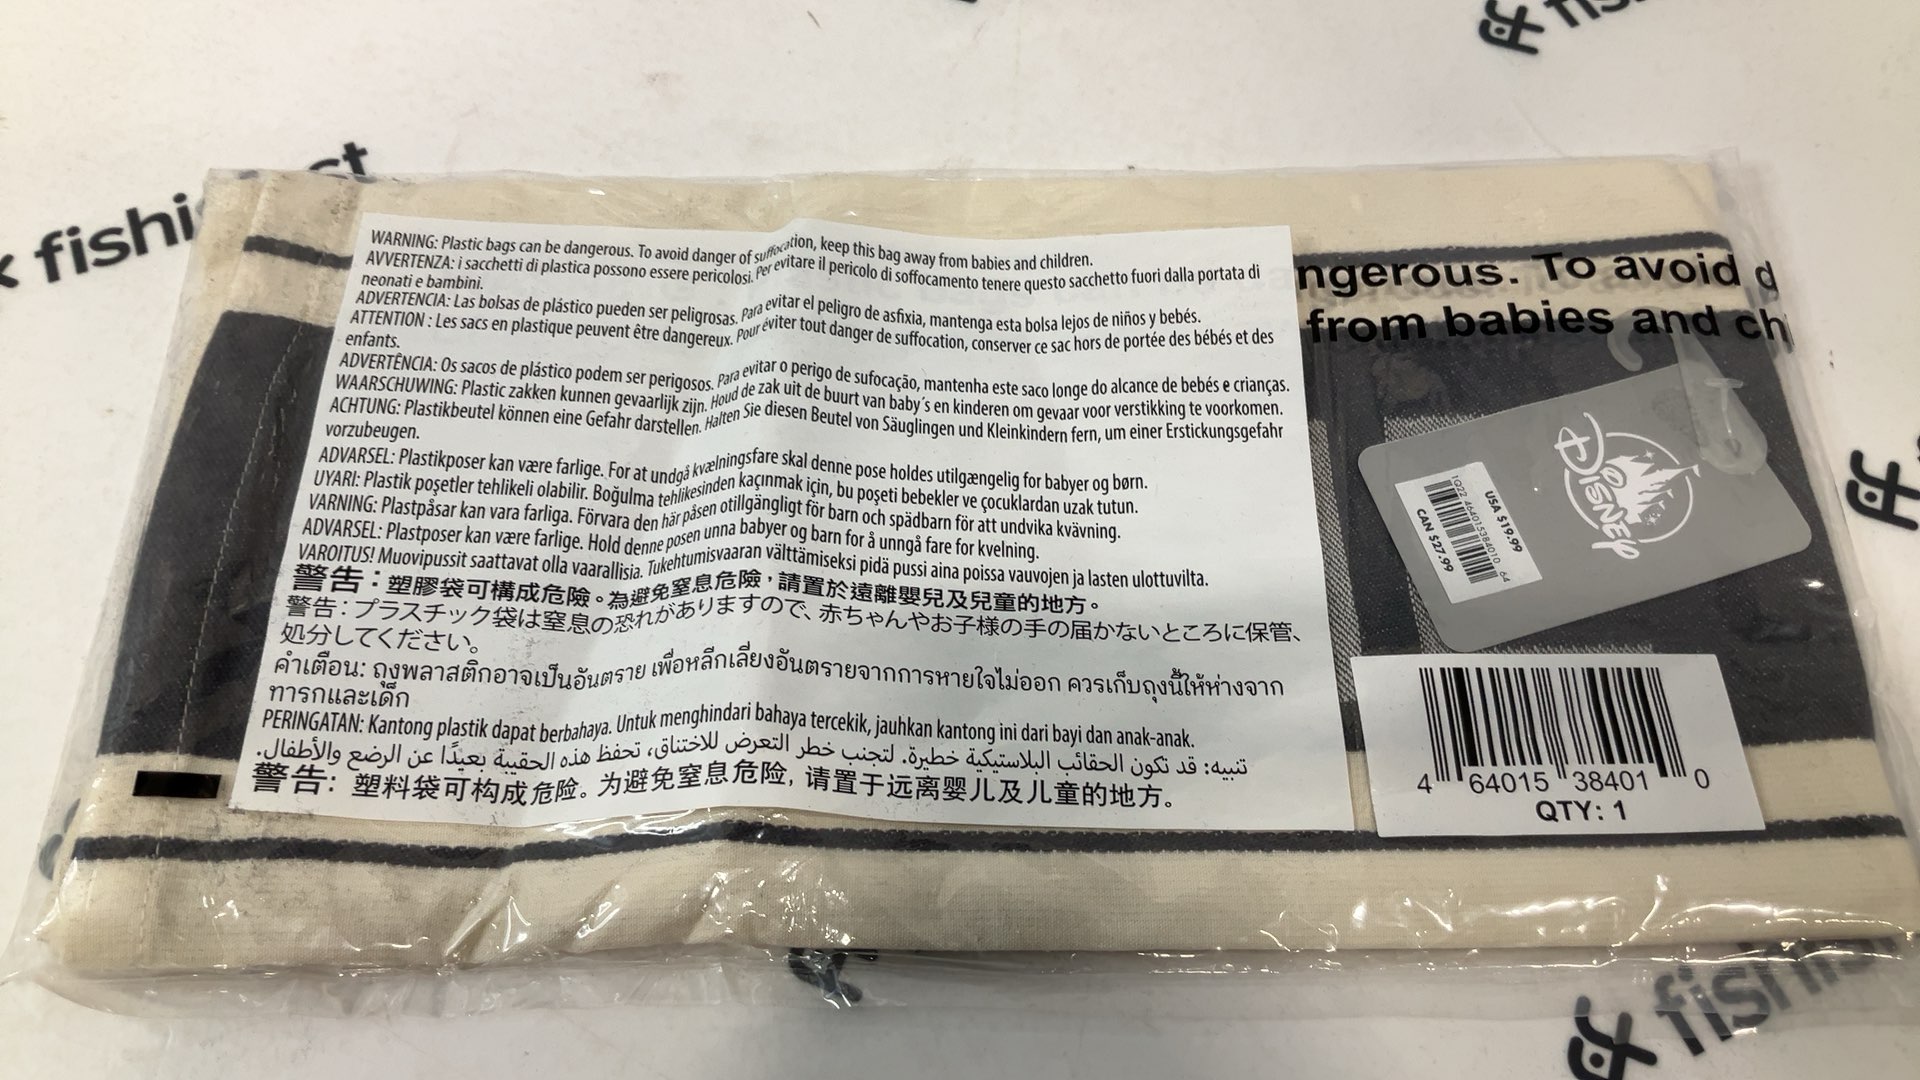 fishi st
WARNING: Plastic bags can be dangerous. To avoid danger of suffocation, keep this bag away from babies and children.
AVVERTENZA: i sacchetti di plastica possono essere pericolosi. Per evitare il pericolo di soffocamento tenere questo sacchetto fuori dalla portata di
neonati e bambini.
ADVERTENCIA: Las bolsas de plástico pueden ser peligrosas. Para evitar el peligro de asfixia, mantenga esta bolsa lejos de niños y bebés.
ATTENTION : Les sacs en plastique peuvent être dangereux. Pour éviter tout danger de suffocation, conserver ce sac hors de portée des bébés et des
enfants.
ADVERTÊNCIA: Os sacos de plástico podem ser perigosos. Para evitar o perigo de sufocação, mantenha este saco longe do alcance de bebés e crianças.
WAARSCHUWING: Plastic zakken kunnen gevaarlijk zijn. Houd de zak uit de buurt van baby´s en kinderen om gevaar voor verstikking te voorkomen.
ACHTUNG: Plastikbeutel können eine Gefahr darstellen. Halten Sie diesen Beutel von Säuglingen und Kleinkindern fern, um einer Erstickungsgefahr
vorzubeugen.
ADVARSEL: Plastikposer kan være farlige. For at undgå kvælningsfare skal denne pose holdes utilgængelig for babyer og børn.
UYARI: Plastik poşetler tehlikeli olabilir. Boğulma tehlikesinden kaçınmak için, bu poşeti bebekler ve çocuklardan uzak tutun.
VARNING: Plastpåsar kan vara farliga. Förvara den här påsen otillgängligt för barn och spädbarn för att undvika kvävning.
ADVARSEL: Plastposer kan være farlige. Hold denne posen unna babyer og barn for å unngå fare for kvelning.
VAROITUS! Muovipussit saattavat olla vaarallisia. Tukehtumisvaaran välttämiseksi pidä pussi aina poissa vauvojen ja lasten ulottuvilta.
警告：塑膠袋可構成危險。為避免窒息危險，請置於遠離嬰兒及兒童的地方。
警告：プラスチック袋は窒息の恐れがありますので、赤ちゃんやお子様の手の届かないところに保管、
処分してください。
คำเตือน: ถุงพลาสติกอาจเป็นอันตราย เพื่อหลีกเลี่ยงอันตรายจากการหายใจไม่ออก ควรเก็บถุงนี้ให้ห่างจาก
ทารกและเด็ก
PERINGATAN: Kantong plastik dapat berbahaya. Untuk menghindari bahaya tercekik, jauhkan kantong ini dari bayi dan anak-anak.
تنبيه: قد تكون الحقائب البلاستيكية خطيرة. لتجنب خطر التعرض للاختناق، تحفظ هذه الحقيبة بعيدًا عن الرضع والأطفال.
警告：塑料袋可构成危险。为避免窒息危险, 请置于远离婴儿及儿童的地方。
ngerous. To avoid d
from babies and ch
Disney
USA $19.99
1Q22 464015384010 64
CAN $27.99
4 64015 38401 0
QTY: 1
fishist